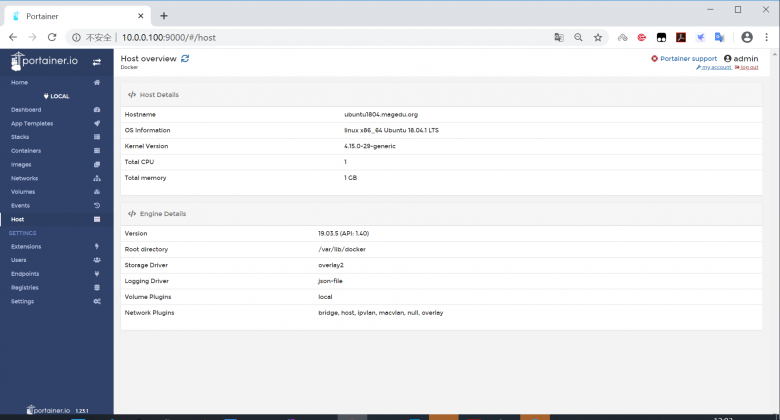 Portainer
不安全 10.0.0.100:9000/#/host
portainer.io
Home
LOCAL
Dashboard
App Templates
Stacks
Containers
Images
Networks
Volumes
Events
Host
SETTINGS
Extensions
Users
Endpoints
Registries
Settings
portainer.io 1.23.1
Host overview
Docker
Portainer support admin
my account log out
Host Details
Hostname ubuntu1804.magedu.org
OS Information linux x86_64 Ubuntu 18.04.1 LTS
Kernel Version 4.15.0-29-generic
Total CPU 1
Total memory 1 GB
Engine Details
Version 19.03.5 (API: 1.40)
Root directory /var/lib/docker
Storage Driver overlay2
Logging Driver json-file
Volume Plugins local
Network Plugins bridge, host, ipvlan, macvlan, null, overlay